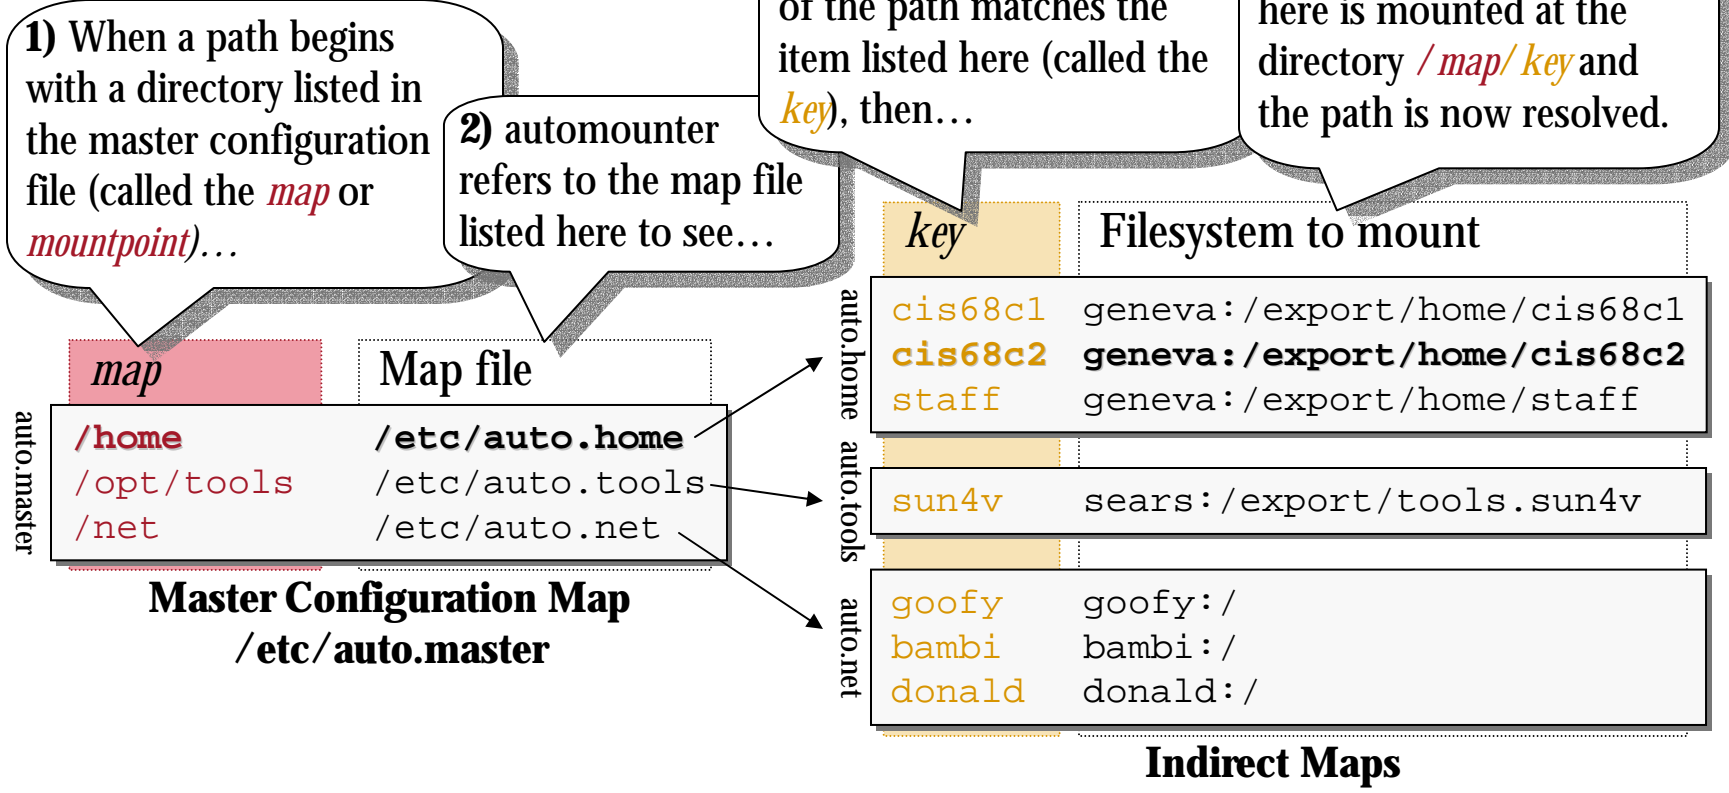 1) When a path begins
with a directory listed in
the master configuration
file (called the map or
mountpoint)…
2) automounter
refers to the map file
listed here to see…
of the path matches the
item listed here (called the
key), then…
here is mounted at the
directory /map/key and
the path is now resolved.
map Map file
auto.master
/home /etc/auto.home
/opt/tools /etc/auto.tools
/net /etc/auto.net
Master Configuration Map
/etc/auto.master
key Filesystem to mount
auto.home
cis68c1 geneva:/export/home/cis68c1
cis68c2 geneva:/export/home/cis68c2
staff geneva:/export/home/staff
auto.tools
sun4v sears:/export/tools.sun4v
auto.net
goofy goofy:/
bambi bambi:/
donald donald:/
Indirect Maps